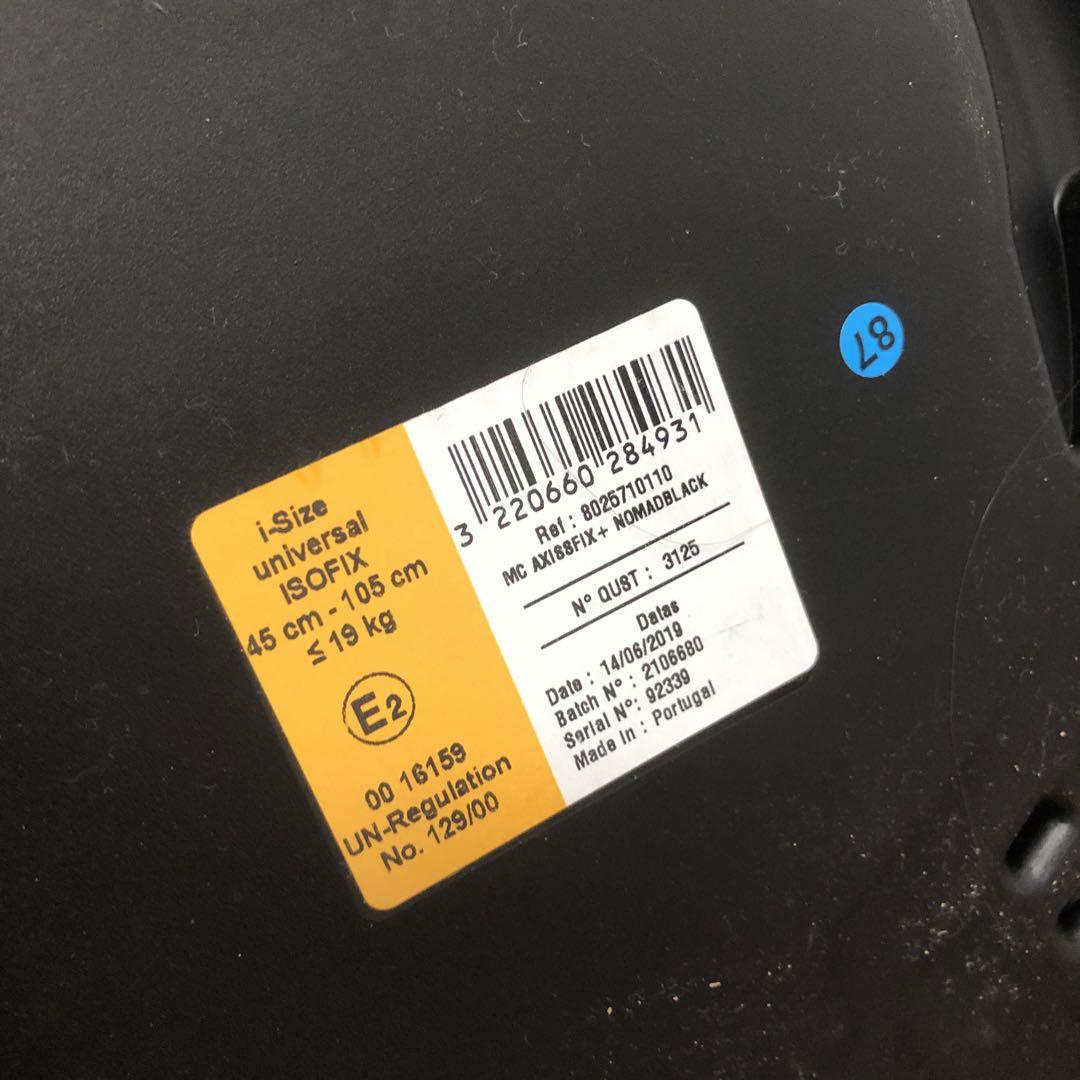 i-Size
universal
ISOFIX
45 cm - 105 cm
≤ 19 kg
E2
00 16159
UN-Regulation
No. 129/00
3 220660 284931
Ref : 8025710110
MC AXISSFIX+ NOMADBLACK
N° QUST : 3125
Datas
Date : 14/06/2019
Batch N° : 2106680
Serial N°: 92339
Made in : Portugal
87